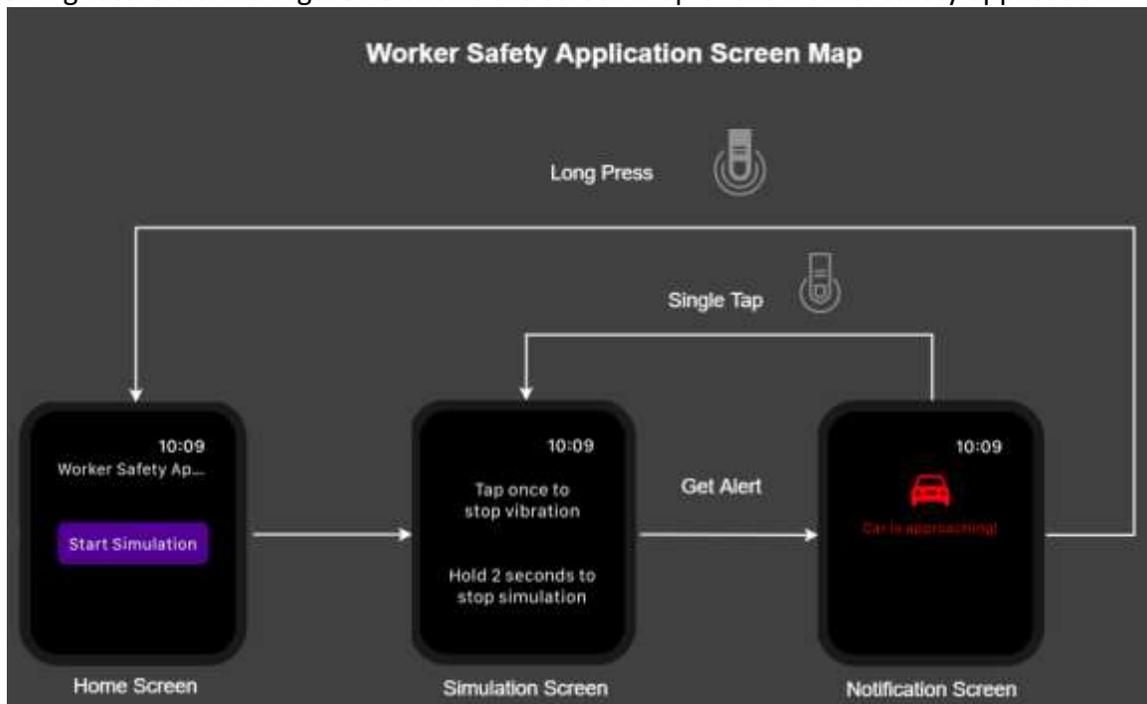 Worker Safety Application Screen Map
Long Press
Single Tap
10:09
Worker Safety Ap...
Start Simulation
10:09
Tap once to
stop vibration
Hold 2 seconds to
stop simulation
Get Alert
10:09
Car is approaching!
Home Screen
Simulation Screen
Notification Screen